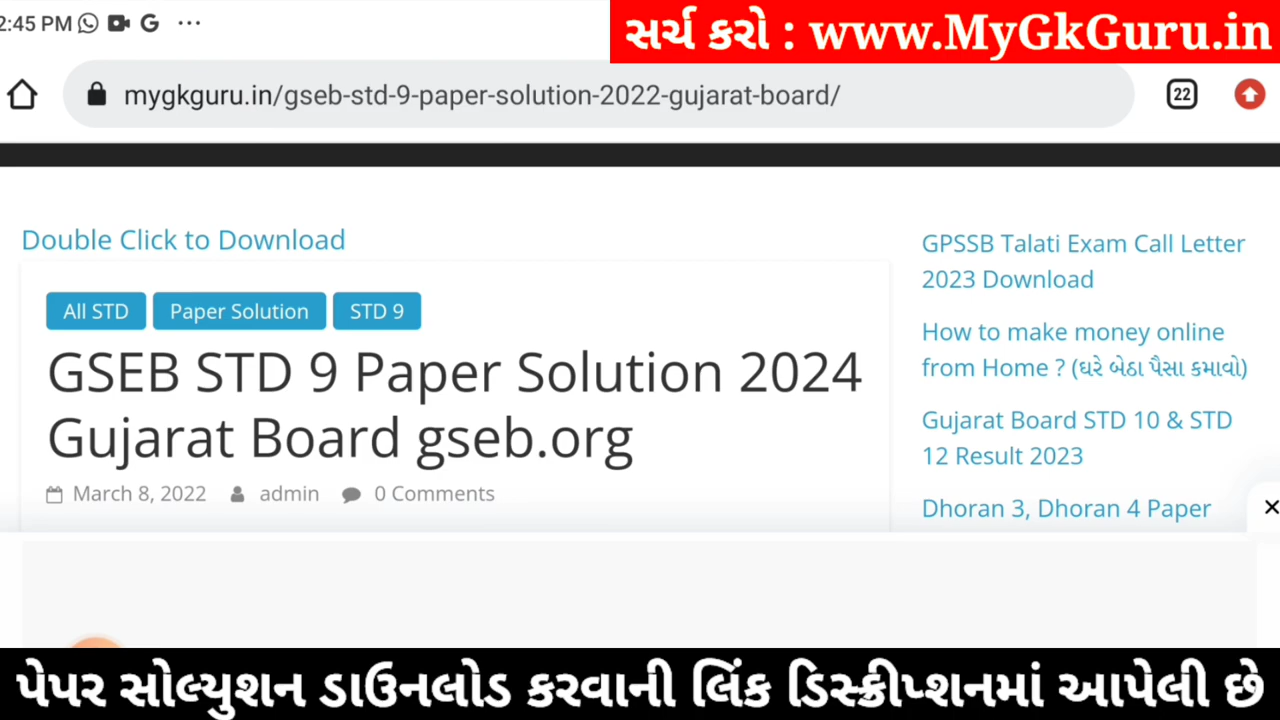 2:45 PM
સર્ચ કરો : www.MyGkGuru.in
mygkguru.in/gseb-std-9-paper-solution-2022-gujarat-board/
22
Double Click to Download
All STD Paper Solution STD 9
GSEB STD 9 Paper Solution 2024
Gujarat Board gseb.org
March 8, 2022 admin 0 Comments
GPSSB Talati Exam Call Letter
2023 Download
How to make money online
from Home ? (ઘરે બેઠા પૈસા કમાવો)
Gujarat Board STD 10 & STD
12 Result 2023
Dhoran 3, Dhoran 4 Paper
પેપર સોલ્યુશન ડાઉનલોડ કરવાની લિંક ડિસ્ક્રીપ્શનમાં આપેલી છે